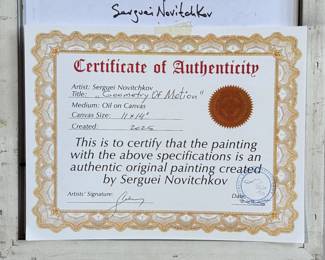 Serguei Novitchkov
Certificate of Authenticity
Artist: Serguei Novitchkov
Title: „Geometry Of Motion"
Medium: Oil on Canvas
Canvas Size: 11x14"
Created: 2025
This is to certify that the painting
with the above specifications is an
authentic original painting created
by Serguei Novitchkov
Artists' Signature:
Date: